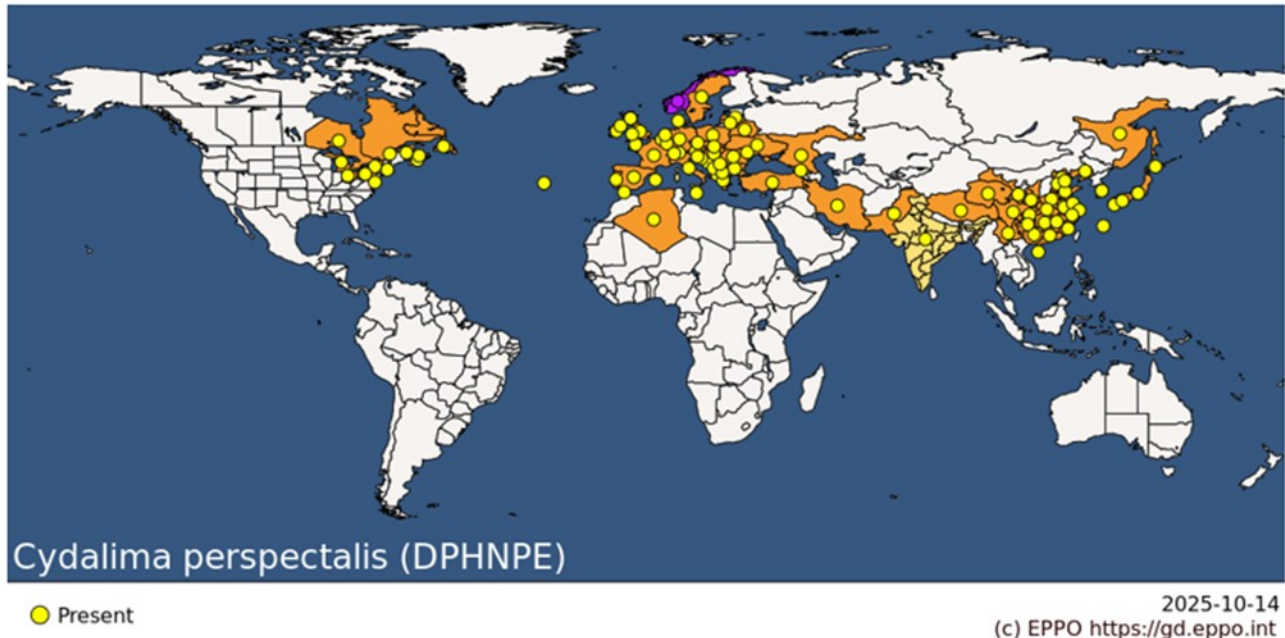 Cydalima perspectalis (DPHNPE)
Present
2025-10-14
(c) EPPO https://gd.eppo.int